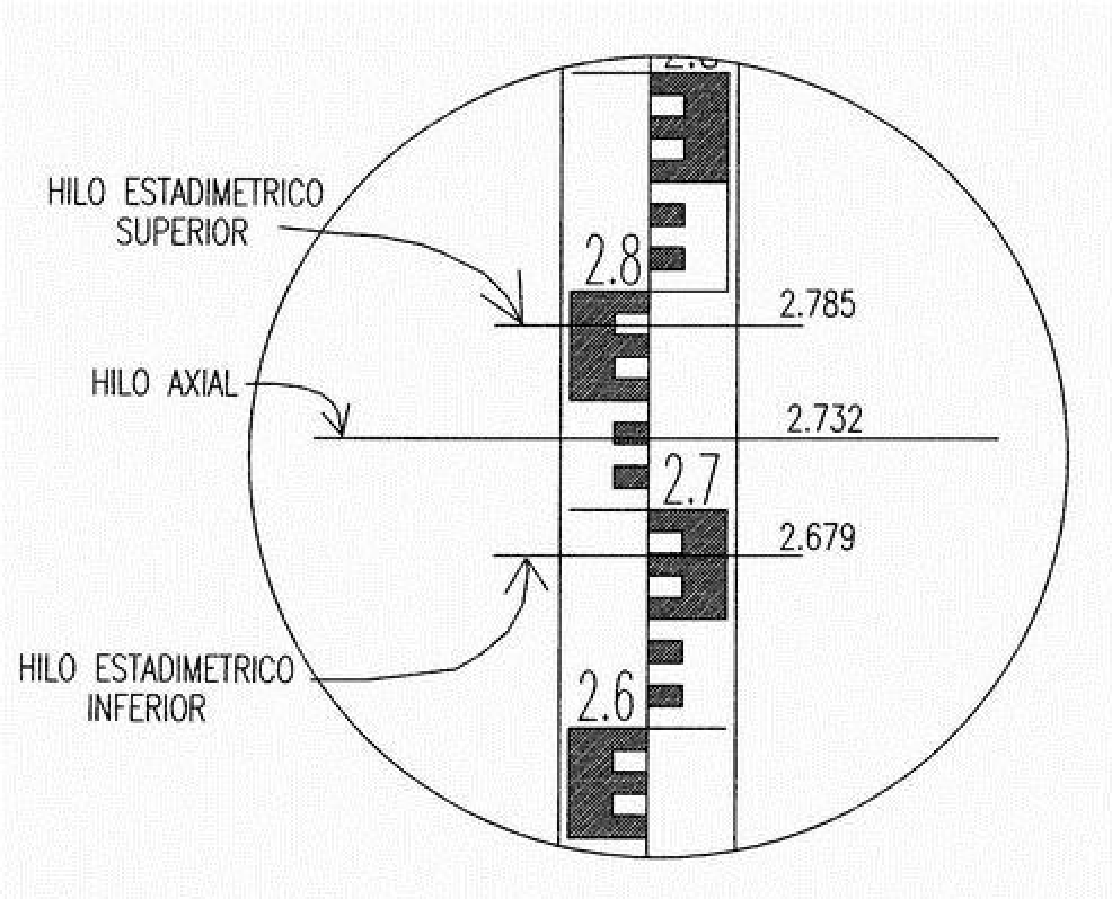 HILO ESTADIMETRICO
SUPERIOR
2.8
2.785
HILO AXIAL
2.732
2.7
2.679
HILO ESTADIMETRICO
INFERIOR
2.6